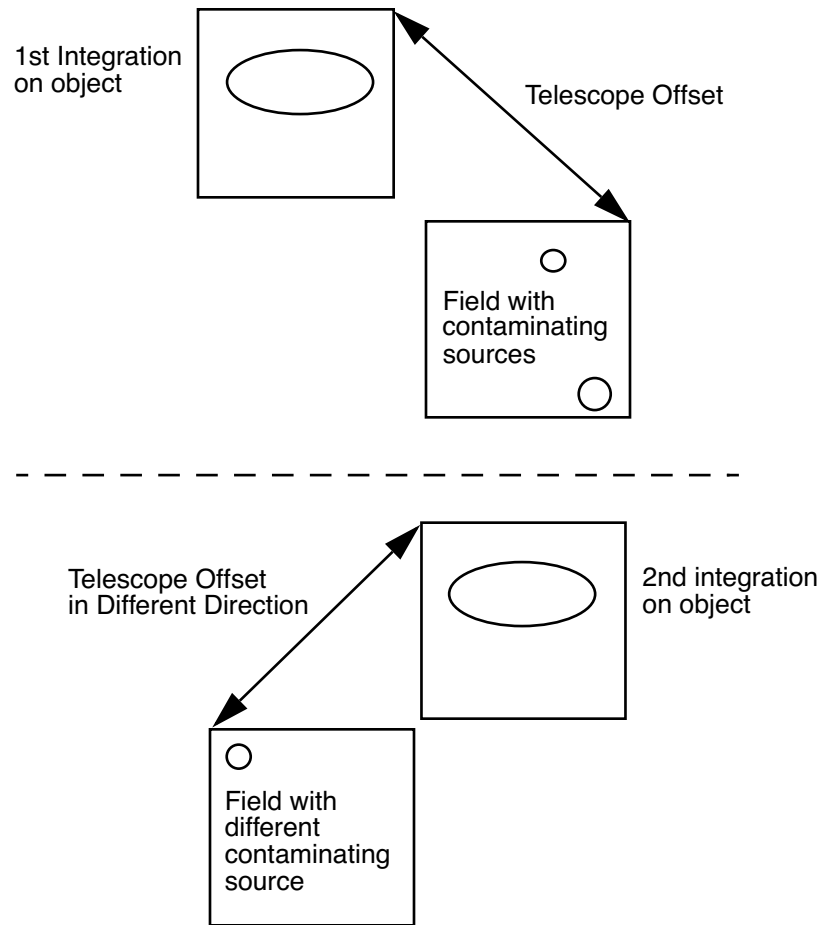 1st Integration
on object
Telescope Offset
Field with
contaminating
sources
Telescope Offset
in Different Direction
2nd integration
on object
Field with
different
contaminating
source